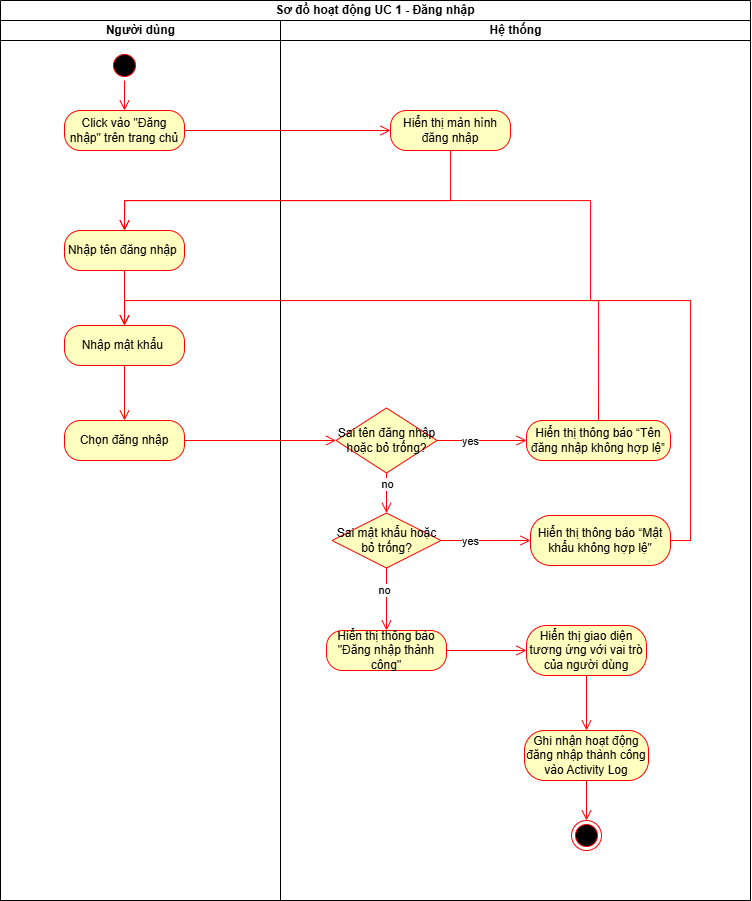 Sơ đồ hoạt động UC 1 - Đăng nhập
Người dùng
Hệ thống
Click vào "Đăng
nhập" trên trang chủ
Hiển thị màn hình
đăng nhập
Nhập tên đăng nhập
Nhập mật khẩu
Chọn đăng nhập
Sai tên đăng nhập
hoặc bỏ trống?
yes
Hiển thị thông báo “Tên
đăng nhập không hợp lệ”
no
Sai mật khẩu hoặc
bỏ trống?
yes
Hiển thị thông báo “Mật
khẩu không hợp lệ"
no
Hiển thị thông báo
"Đăng nhập thành
công"
Hiển thị giao diện
tương ứng với vai trò
của người dùng
Ghi nhận hoạt động
đăng nhập thành công
vào Activity Log